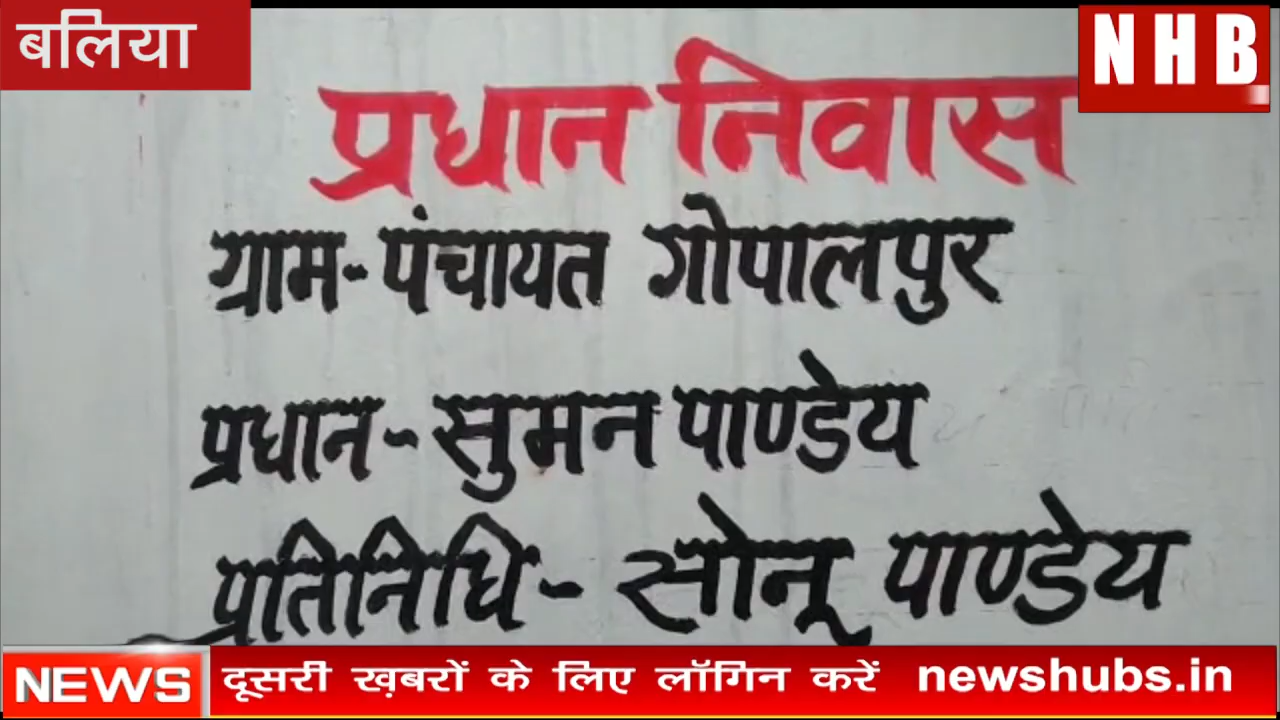 बलिया
NHB
प्रधान निवास
ग्राम-पंचायत गोपालपुर
प्रधान-सुमन पाण्डेय
प्रतिनिधि-सोनू पाण्डेय
NEWS दूसरी ख़बरों के लिए लॉगिन करें newshubs.in